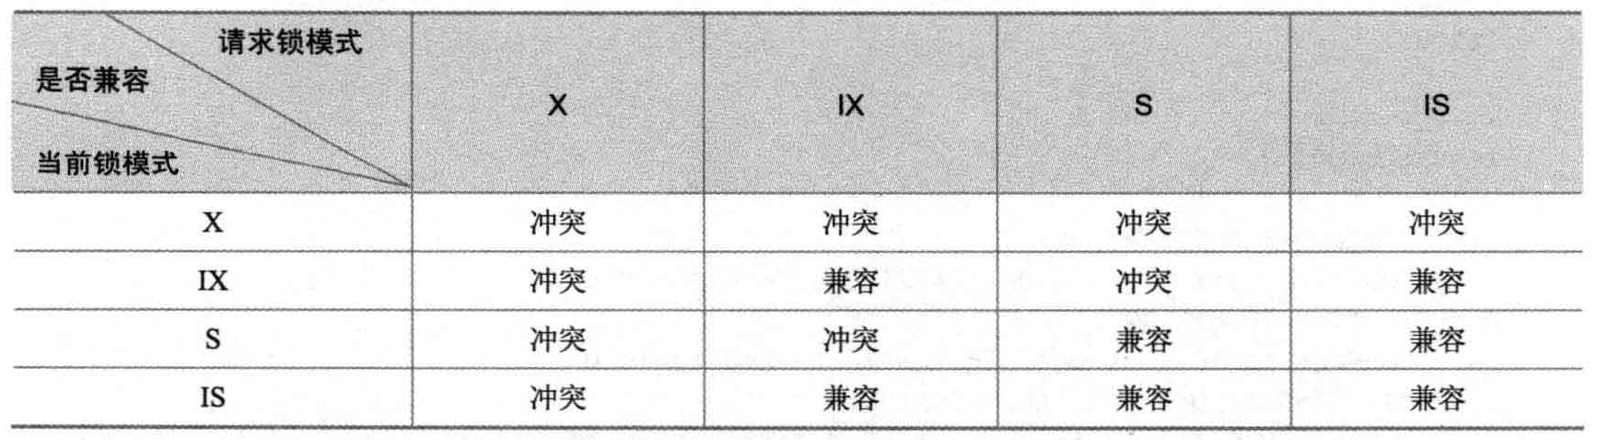 请求锁模式
是否兼容
当前锁模式
X IX S IS
X 冲突 冲突 冲突 冲突
IX 冲突 兼容 冲突 兼容
S 冲突 冲突 兼容 兼容
IS 冲突 兼容 兼容 兼容